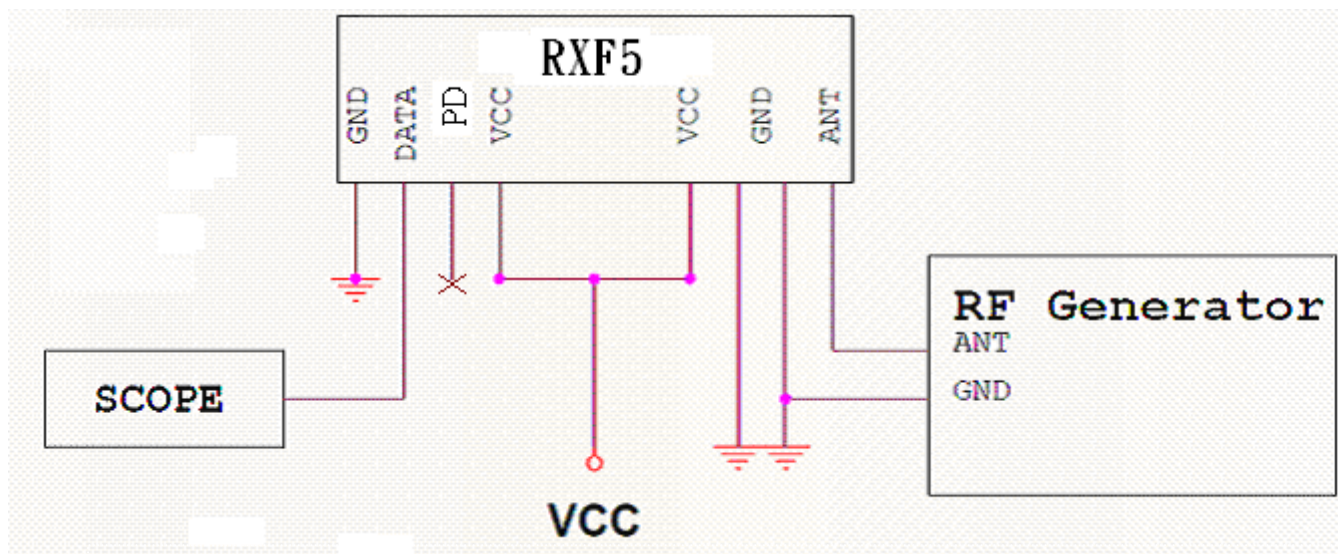 RXF5
GND
DATA
PD
VCC
VCC
GND
ANT
RF Generator
ANT
GND
SCOPE
VCC